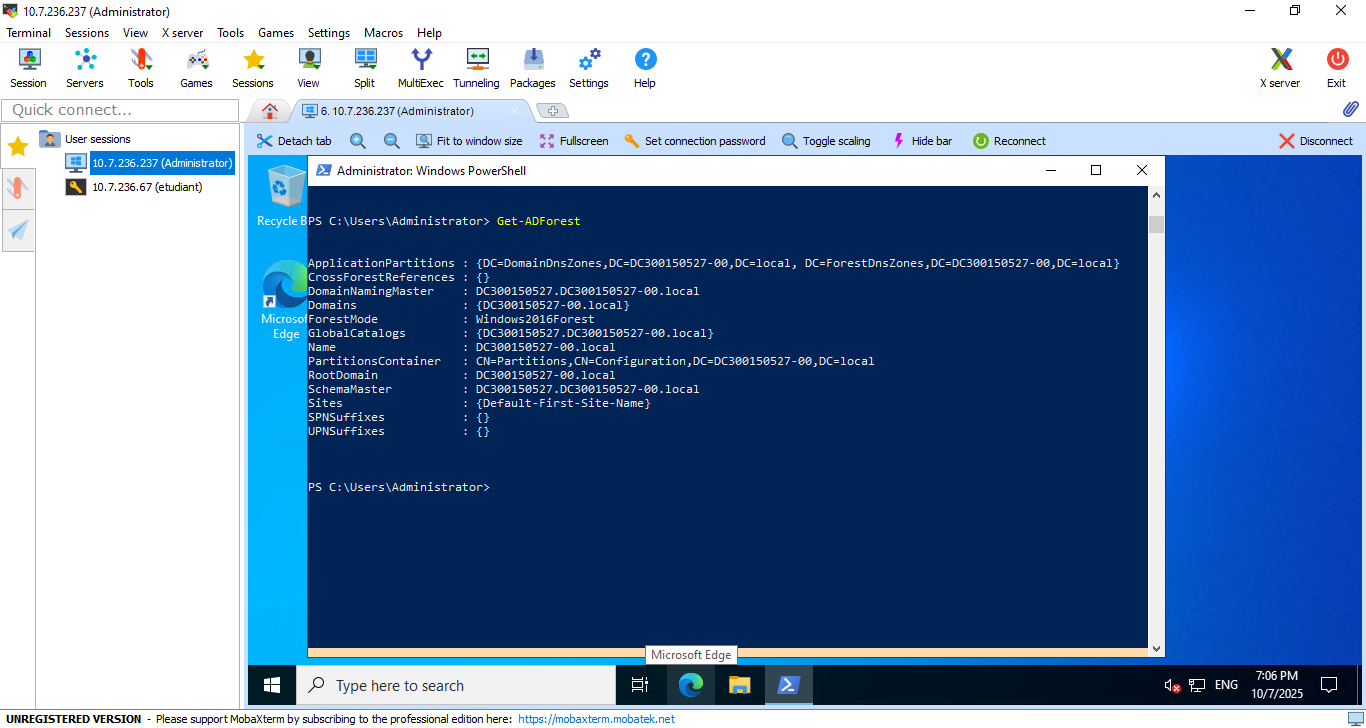 10.7.236.237 (Administrator)
Terminal Sessions View X server Tools Games Settings Macros Help
Session Servers Tools Games Sessions View Split MultiExec Tunneling Packages Settings Help X server Exit
Quick connect...
6. 10.7.236.237 (Administrator)
User sessions
10.7.236.237 (Administrator)
10.7.236.67 (etudiant)
Detach tab Fit to window size Fullscreen Set connection password Toggle scaling Hide bar Reconnect Disconnect
Recycle B
Microsof
Edge
Administrator: Windows PowerShell
PS C:\Users\Administrator> Get-ADForest
ApplicationPartitions : {DC=DomainDnsZones,DC=DC300150527-00,DC=local, DC=ForestDnsZones,DC=DC300150527-00,DC=local}
CrossForestReferences : {}
DomainNamingMaster : DC300150527.DC300150527-00.local
Domains : {DC300150527-00.local}
ForestMode : Windows2016Forest
GlobalCatalogs : {DC300150527.DC300150527-00.local}
Name : DC300150527-00.local
PartitionsContainer : CN=Partitions,CN=Configuration,DC=DC300150527-00,DC=local
RootDomain : DC300150527-00.local
SchemaMaster : DC300150527.DC300150527-00.local
Sites : {Default-First-Site-Name}
SPNSuffixes : {}
UPNSuffixes : {}
PS C:\Users\Administrator>
Microsoft Edge
Type here to search
ENG
7:06 PM
10/7/2025
UNREGISTERED VERSION - Please support MobaXterm by subscribing to the professional edition here: https://mobaxterm.mobatek.net